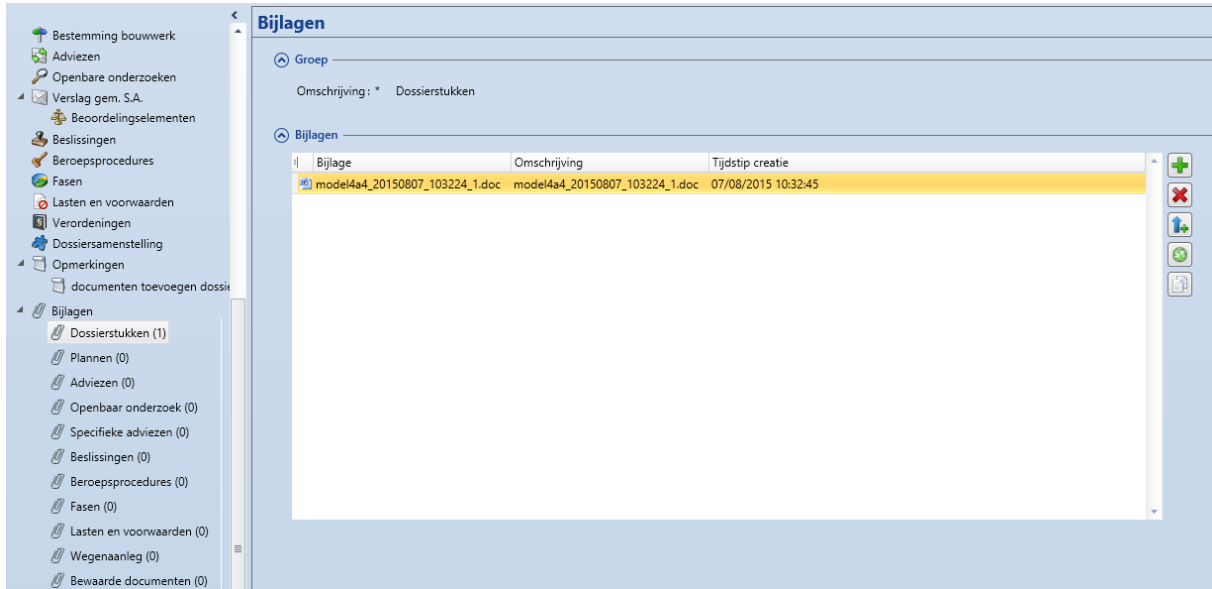 Bestemming bouwwerk
Adviezen
Openbare onderzoeken
Verslag gem. S.A.
Beoordelingselementen
Beslissingen
Beroepsprocedures
Fasen
Lasten en voorwaarden
Verordeningen
Dossiersamenstelling
Opmerkingen
documenten toevoegen dossie
Bijlagen
Dossierstukken (1)
Plannen (0)
Adviezen (0)
Openbaar onderzoek (0)
Specifieke adviezen (0)
Beslissingen (0)
Beroepsprocedures (0)
Fasen (0)
Lasten en voorwaarden (0)
Wegenaanleg (0)
Bewaarde documenten (0)
Bijlagen
Groep
Omschrijving: * Dossierstukken
Bijlagen
Bijlage Omschrijving Tijdstip creatie
model4a4_20150807_103224_1.doc model4a4_20150807_103224_1.doc 07/08/2015 10:32:45